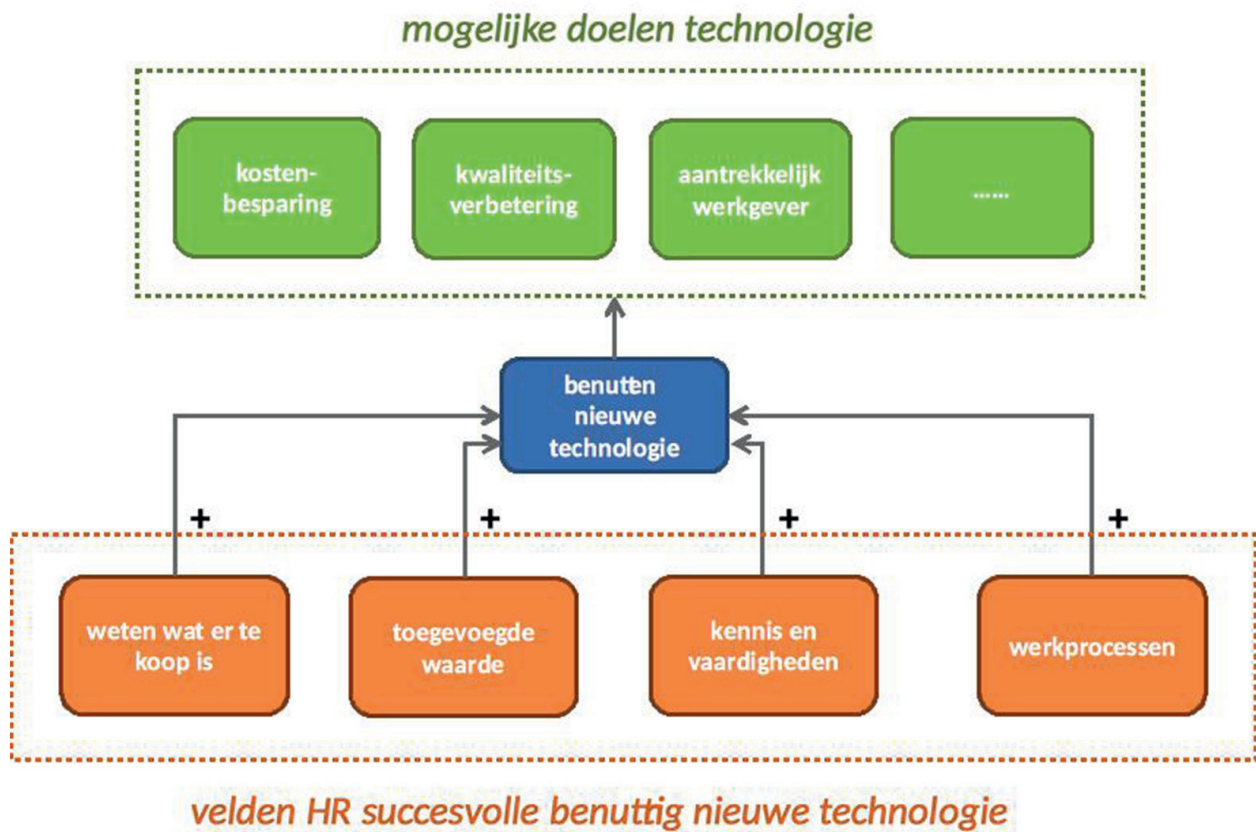 mogelijke doelen technologie
kosten-
besparing
kwaliteits-
verbetering
aantrekkelijk
werkgever
......
benutten
nieuwe
technologie
+
+
+
+
weten wat er te
koop is
toegevoegde
waarde
kennis en
vaardigheden
werkprocessen
velden HR succesvolle benuttig nieuwe technologie